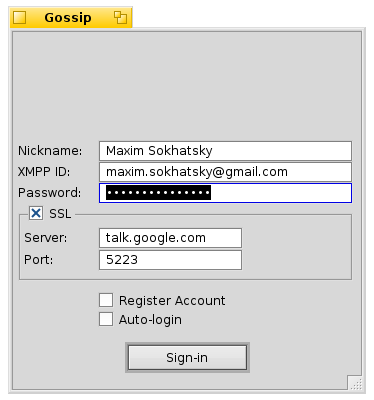 Gossip
Nickname: Maxim Sokhatsky
XMPP ID: maxim.sokhatsky@gmail.com
Password: •••••••••••••••
SSL
Server: talk.google.com
Port: 5223
Register Account
Auto-login
Sign-in